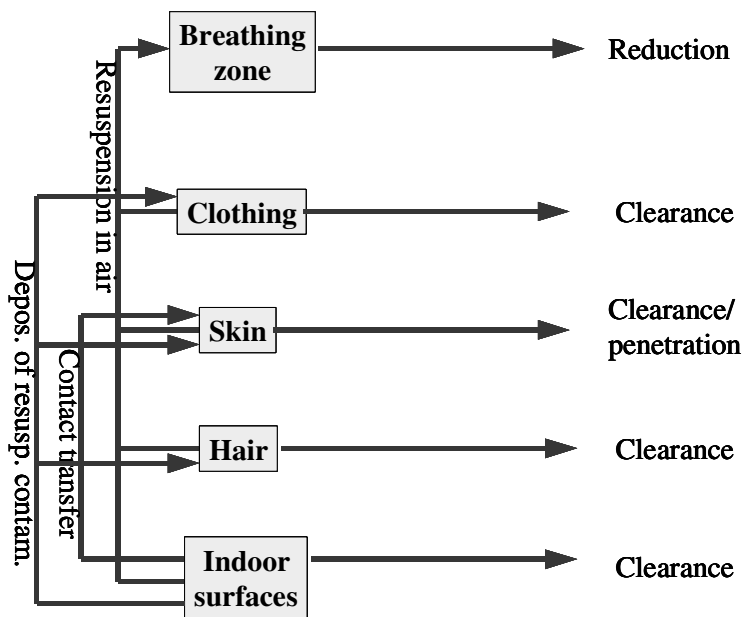 Breathing
zone
Reduction
Resuspension in air
Clothing
Clearance
Depos. of resusp. contam.
Contact transfer
Skin
Clearance/
penetration
Hair
Clearance
Indoor
surfaces
Clearance